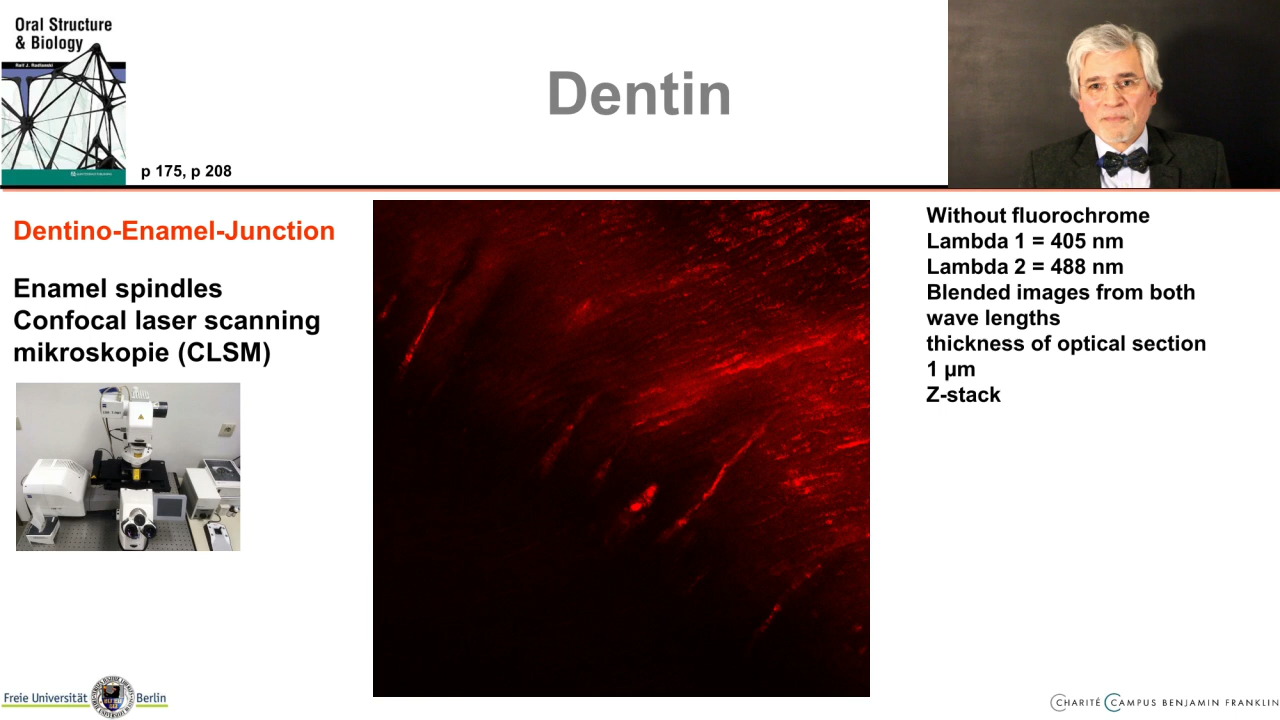 Oral Structure
& Biology
Ralf J. Radlanski
Dentin
p 175, p 208
Dentino-Enamel-Junction
Enamel spindles
Confocal laser scanning
mikroskopie (CLSM)
Without fluorochrome
Lambda 1 = 405 nm
Lambda 2 = 488 nm
Blended images from both
wave lengths
thickness of optical section
1 µm
Z-stack
Freie Universität Berlin
CHARITÉ CAMPUS BENJAMIN FRANKLIN